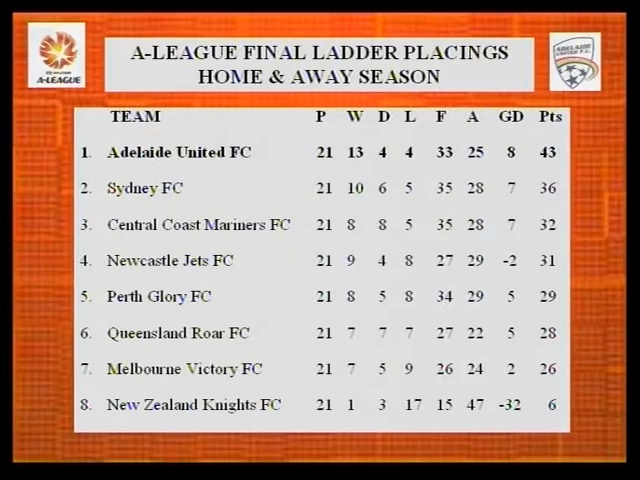 A-LEAGUE
A-LEAGUE FINAL LADDER PLACINGS
HOME & AWAY SEASON
ADELAIDE
UNITED F.C.
TEAM P W D L F A GD Pts
1. Adelaide United FC 21 13 4 4 33 25 8 43
2. Sydney FC 21 10 6 5 35 28 7 36
3. Central Coast Mariners FC 21 8 8 5 35 28 7 32
4. Newcastle Jets FC 21 9 4 8 27 29 -2 31
5. Perth Glory FC 21 8 5 8 34 29 5 29
6. Queensland Roar FC 21 7 7 7 27 22 5 28
7. Melbourne Victory FC 21 7 5 9 26 24 2 26
8. New Zealand Knights FC 21 1 3 17 15 47 -32 6